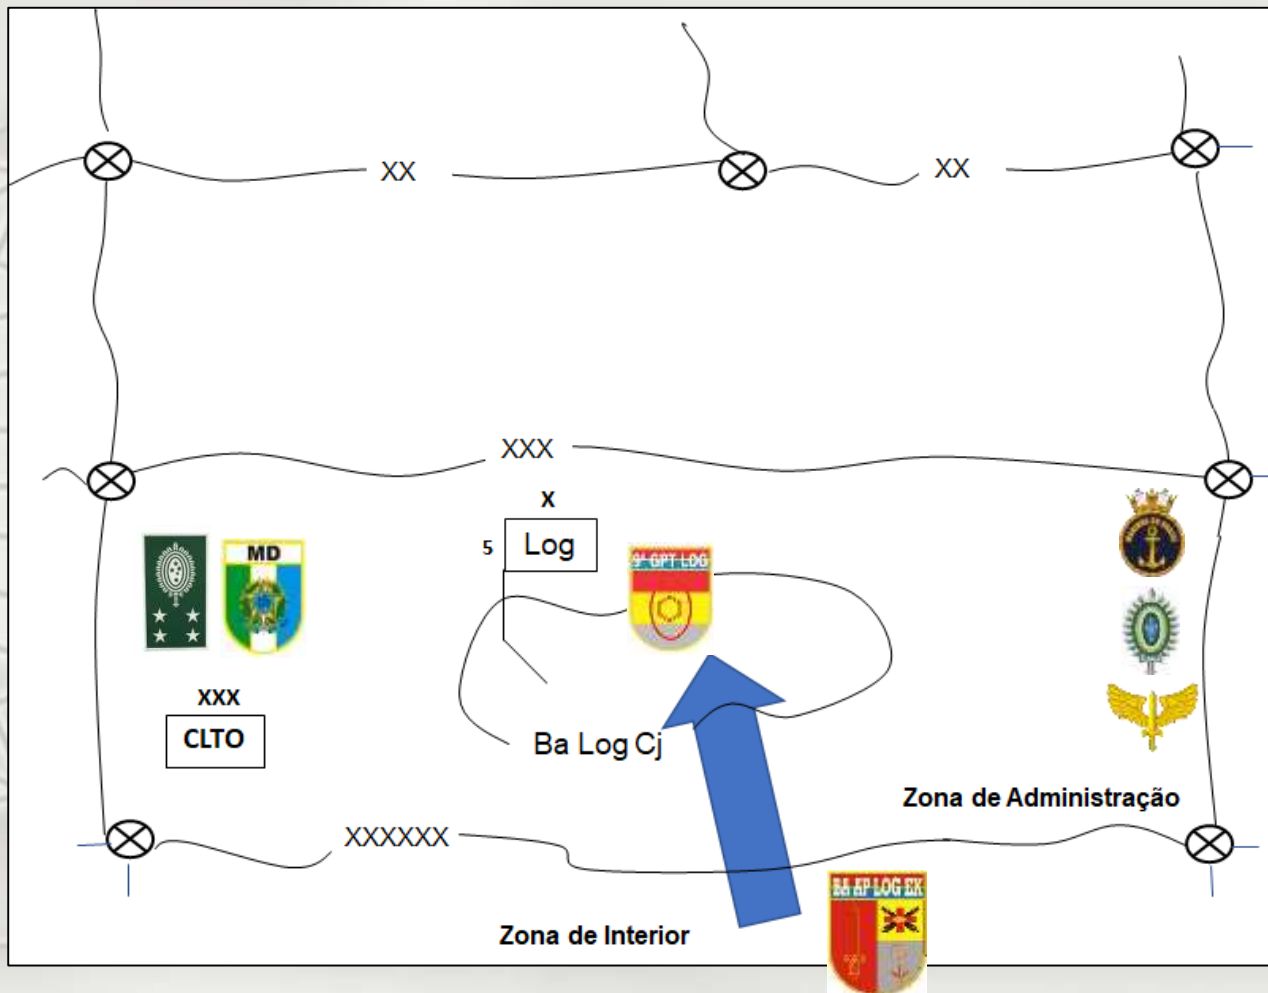 XX
XX
XXX
X
5
Log
MD
9º GPT LOG
XXX
CLTO
Ba Log Cj
Zona de Administração
XXXXXX
BA AP LOG EX
Zona de Interior